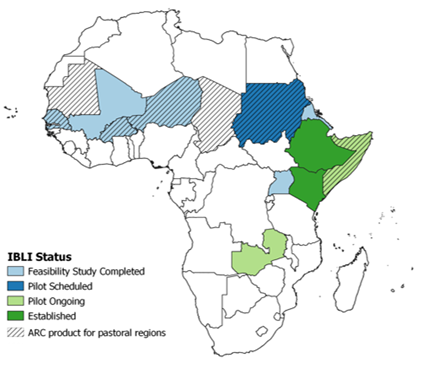 IBLI Status
Feasibility Study Completed
Pilot Scheduled
Pilot Ongoing
Established
ARC product for pastoral regions